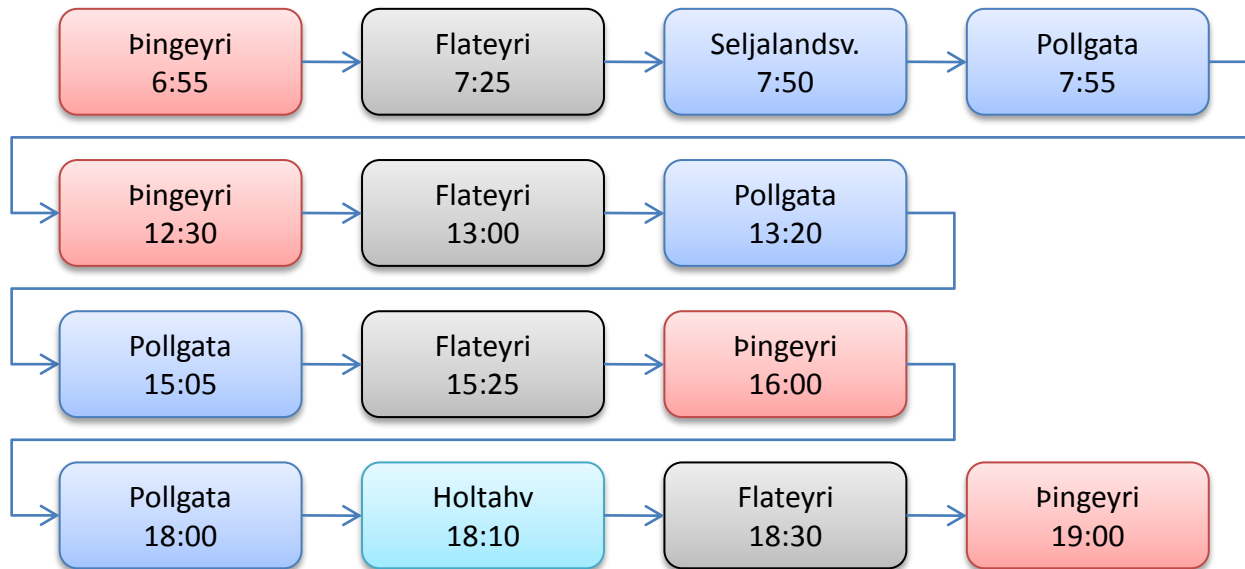 Þingeyri
6:55
Flateyri
7:25
Seljalandsv.
7:50
Pollgata
7:55
Þingeyri
12:30
Flateyri
13:00
Pollgata
13:20
Pollgata
15:05
Flateyri
15:25
Þingeyri
16:00
Pollgata
18:00
Holtahv
18:10
Flateyri
18:30
Þingeyri
19:00